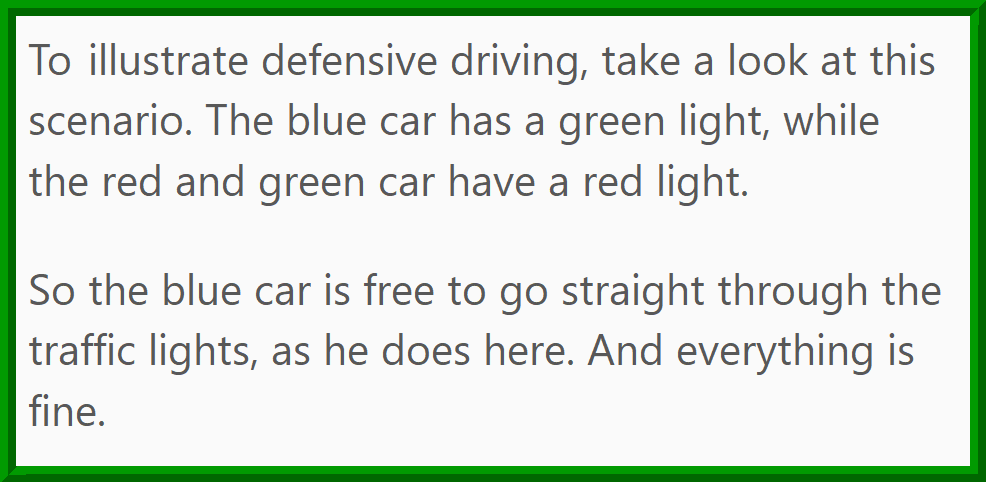 To illustrate defensive driving, take a look at this
scenario. The blue car has a green light, while
the red and green car have a red light.
So the blue car is free to go straight through the
traffic lights, as he does here. And everything is
fine.